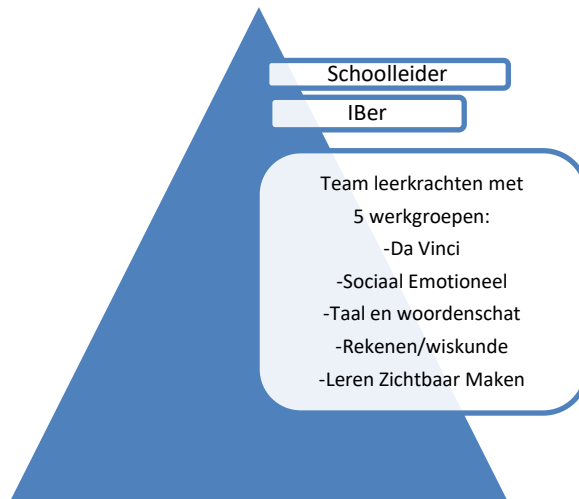 Schoolleider
IBer
Team leerkrachten met
5 werkgroepen:
-Da Vinci
-Sociaal Emotioneel
-Taal en woordenschat
-Rekenen/wiskunde
-Leren Zichtbaar Maken